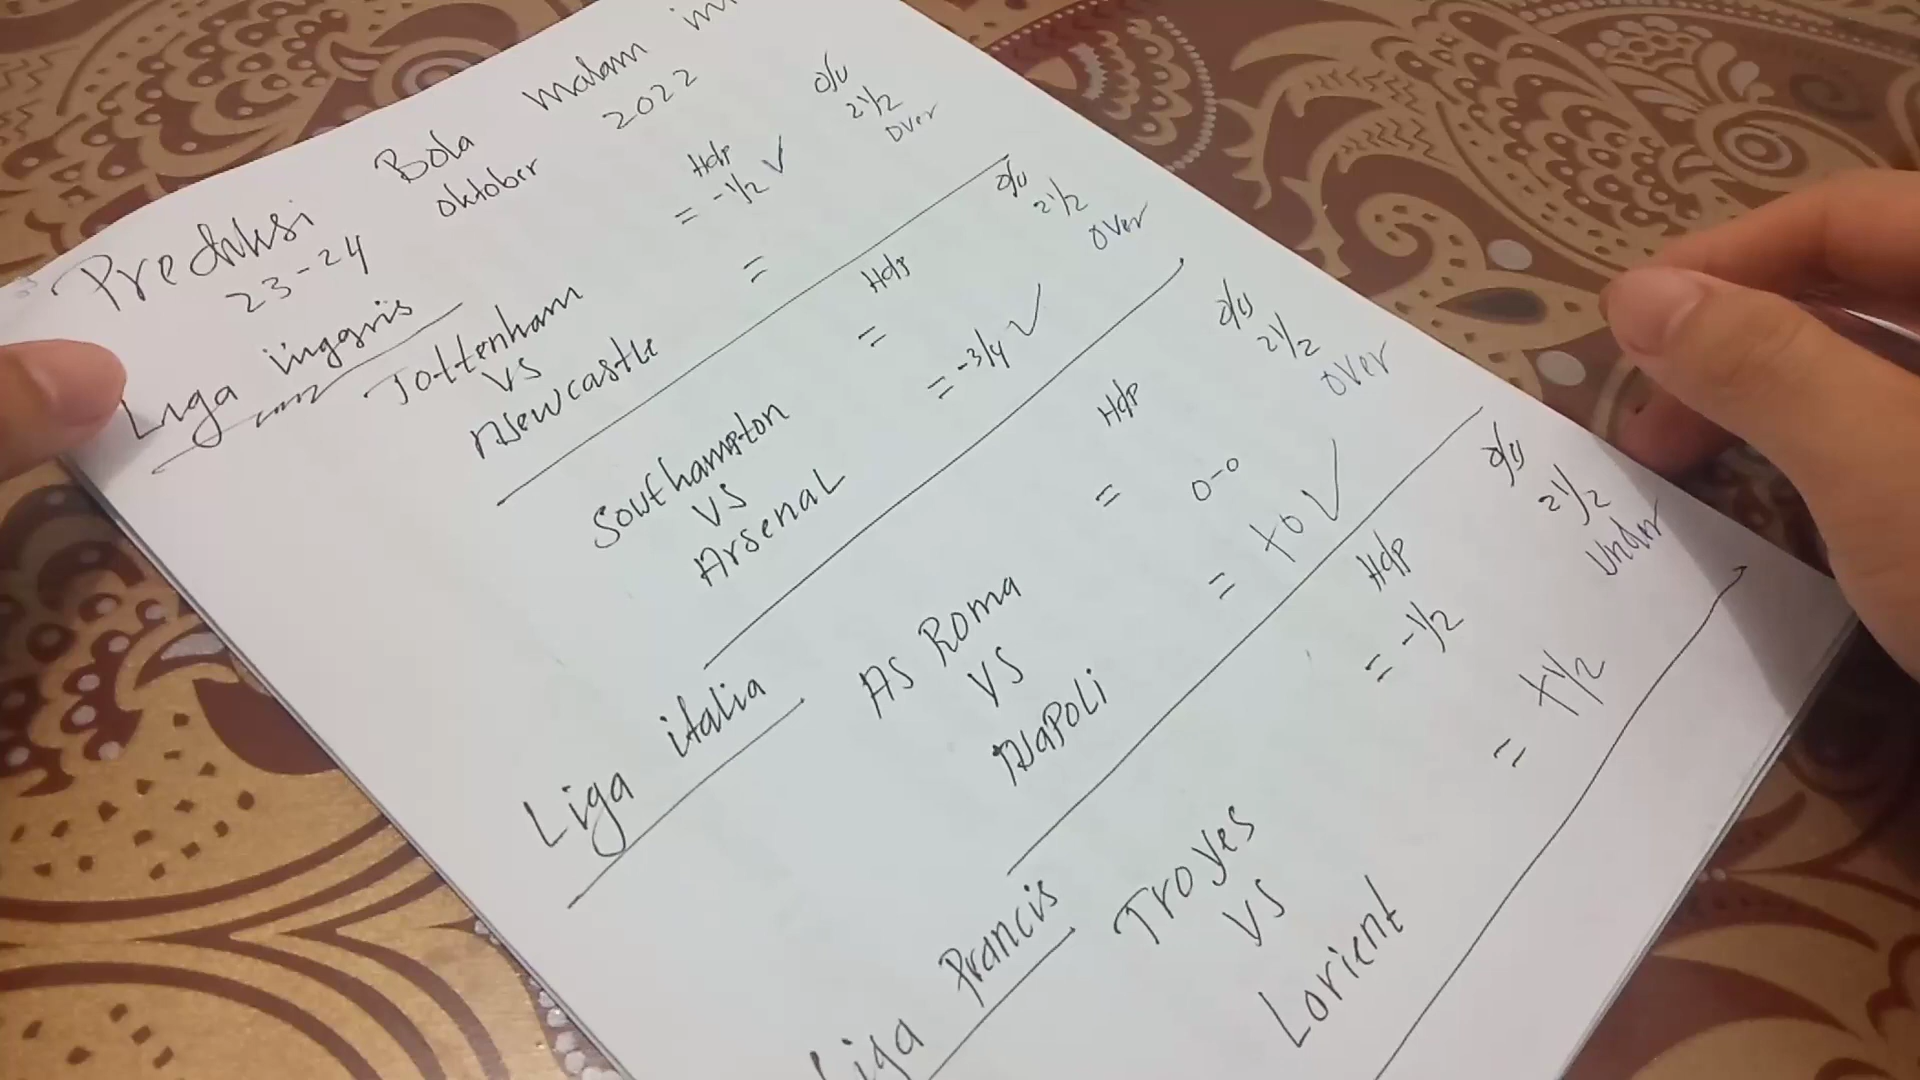 Prediksi Bola malam ini
23-24 oktober 2022
Liga inggris
Tottenham = -1/2 ✓
vs
Newcastle =
Hdp
O/U
2 1/2
Over
Southampton =
vs
Arsenal = -3/4 ✓
Hdp
O/U
2 1/2
Over
Liga italia
As Roma = 0-0
vs
Napoli = +0 ✓
Hdp
O/U
2 1/2
Over
Liga Prancis
Troyes = -1/2
vs
Lorient = +1/2
Hdp
O/U
2 1/2
Under